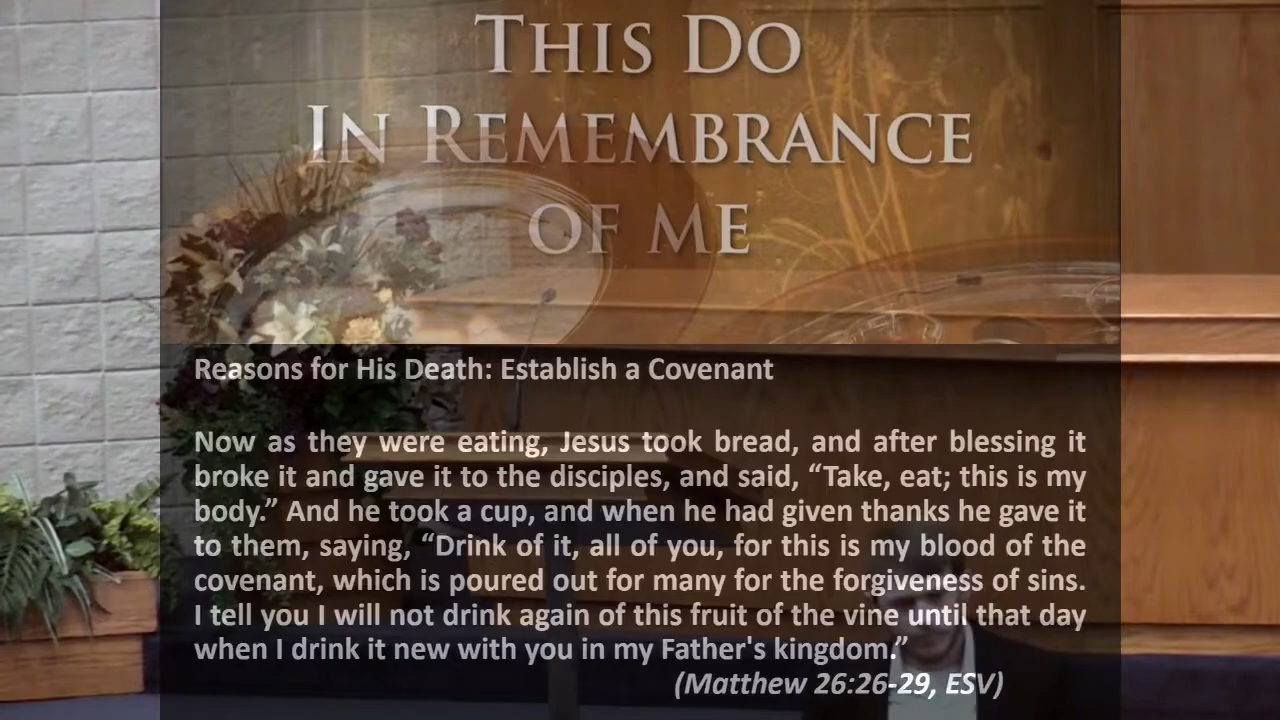 THIS DO
IN REMEMBRANCE
OF ME
Reasons for His Death: Establish a Covenant
Now as they were eating, Jesus took bread, and after blessing it
broke it and gave it to the disciples, and said, “Take, eat; this is my
body.” And he took a cup, and when he had given thanks he gave it
to them, saying, “Drink of it, all of you, for this is my blood of the
covenant, which is poured out for many for the forgiveness of sins.
I tell you I will not drink again of this fruit of the vine until that day
when I drink it new with you in my Father's kingdom.”
(Matthew 26:26-29, ESV)